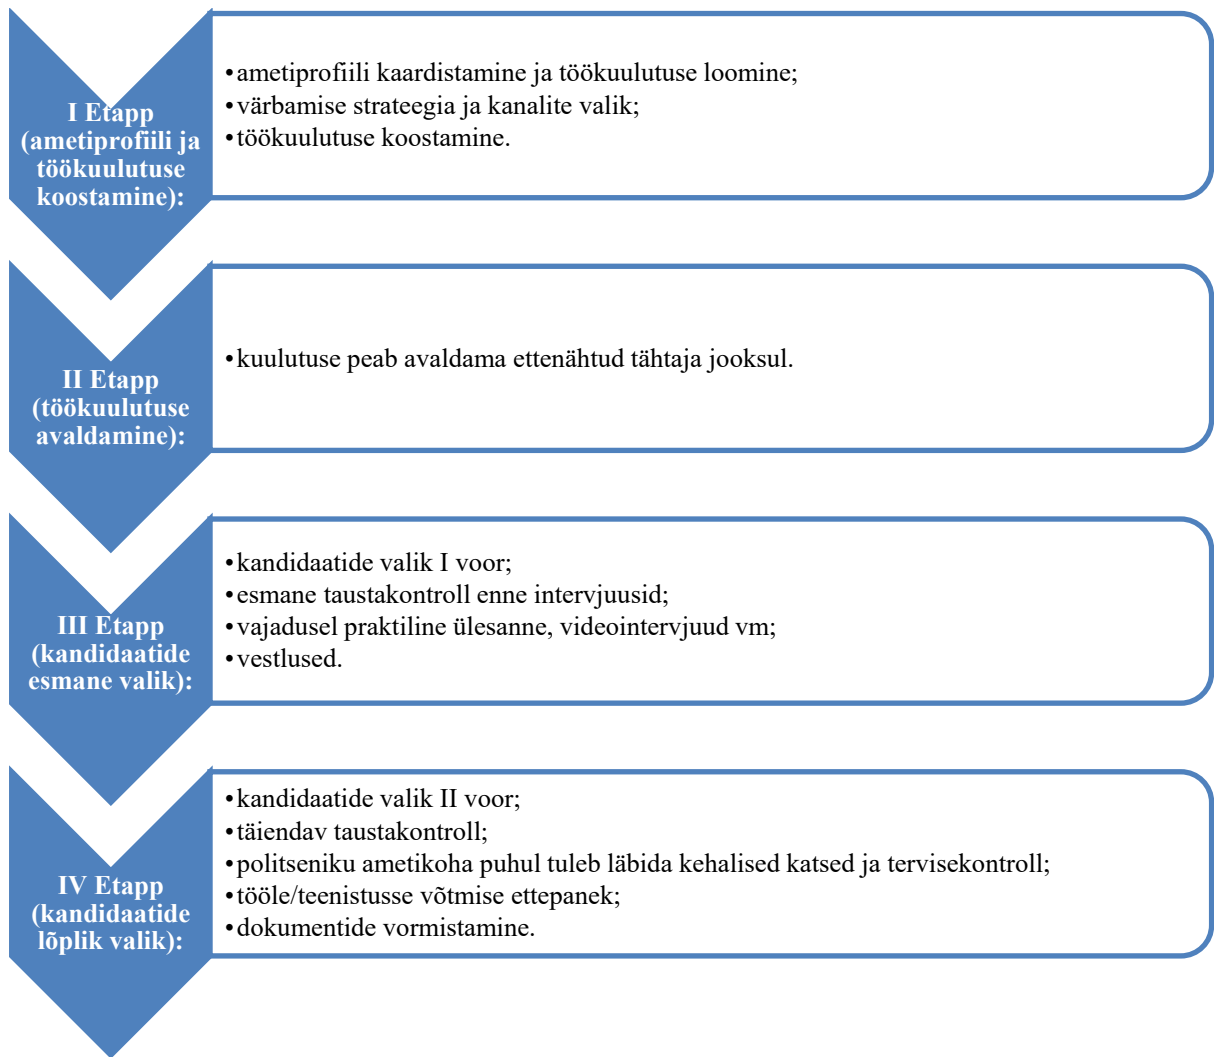 I Etapp
(ametiprofiili ja
töökuulutuse
koostamine):
•ametiprofiili kaardistamine ja töökuulutuse loomine;
•värbamise strateegia ja kanalite valik;
•töökuulutuse koostamine.
II Etapp
(töökuulutuse
avaldamine):
•kuulutuse peab avaldama ettenähtud tähtaja jooksul.
III Etapp
(kandidaatide
esmane valik):
•kandidaatide valik I voor;
•esmane taustakontroll enne intervjuusid;
•vajadusel praktiline ülesanne, videointervjuud vm;
•vestlused.
IV Etapp
(kandidaatide
lõplik valik):
•kandidaatide valik II voor;
•täiendav taustakontroll;
•politseniku ametikoha puhul tuleb läbida kehalised katsed ja tervisekontroll;
•tööle/teenistusse võtmise ettepanek;
•dokumentide vormistamine.